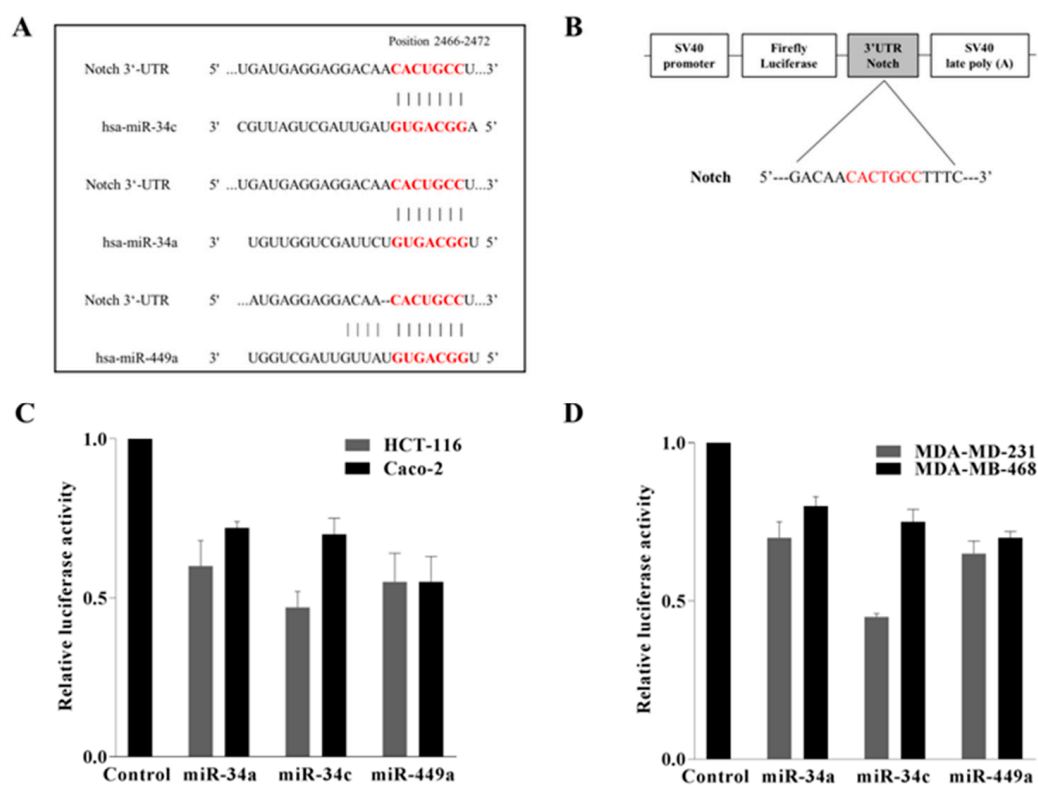 A
Position 2466-2472
Notch 3'-UTR 5' ...UGAUGAGGAGGACAACACUGCCU...3'
hsa-miR-34c 3' CGUUAGUCGAUUGAUGUGACGGA 5'
Notch 3'-UTR 5' ...UGAUGAGGAGGACAACACUGCCU...3'
hsa-miR-34a 3' UGUUGGUCGAUUCUGUGACGGU 5'
Notch 3'-UTR 5' ...AUGAGGAGGACAA--CACUGCCU...3'
hsa-miR-449a 3' UGGUCGAUUGUUAUGUGACGGU 5'
B
SV40 promoter
Firefly Luciferase
3'UTR Notch
SV40 late poly (A)
Notch 5'---GACAACACTGCCTTTC---3'
C
HCT-116
Caco-2
Relative luciferase activity
1.0
0.5
0.0
Control miR-34a miR-34c miR-449a
D
MDA-MD-231
MDA-MB-468
Relative luciferase activity
1.0
0.5
0.0
Control miR-34a miR-34c miR-449a